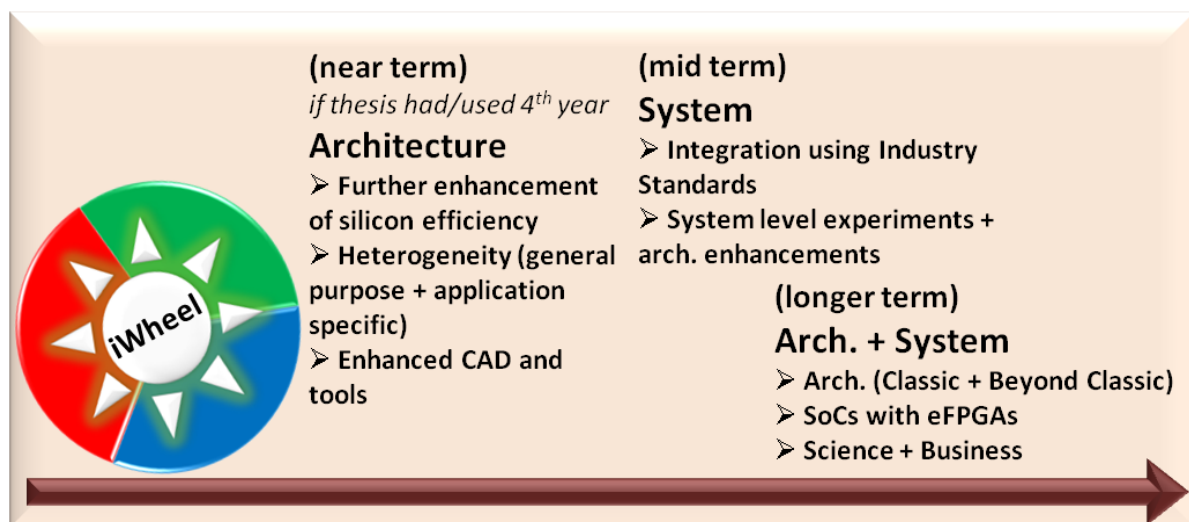 iWheel
(near term)
if thesis had/used 4th year
Architecture
➢ Further enhancement
of silicon efficiency
➢ Heterogeneity (general
purpose + application
specific)
➢ Enhanced CAD and
tools
(mid term)
System
➢ Integration using Industry
Standards
➢ System level experiments +
arch. enhancements
(longer term)
Arch. + System
➢ Arch. (Classic + Beyond Classic)
➢ SoCs with eFPGAs
➢ Science + Business